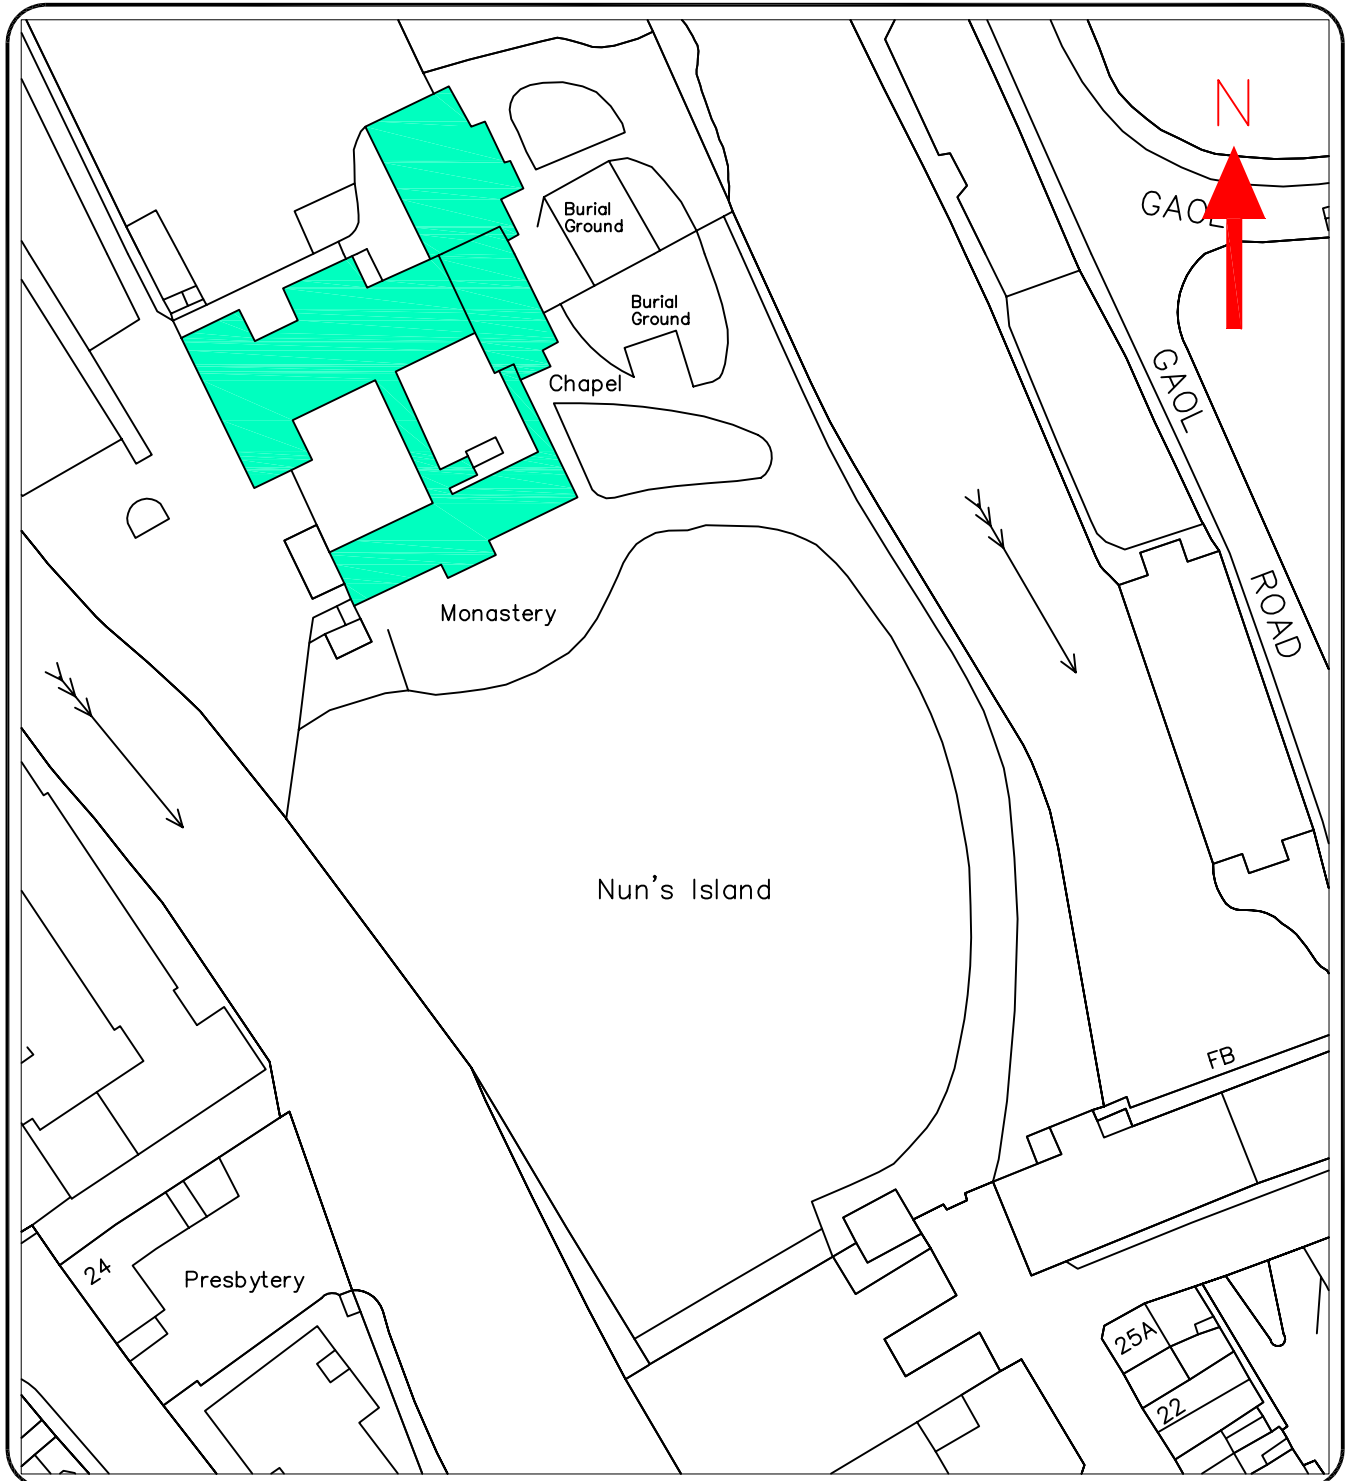 N
GAOL
Burial
Ground
Burial
Ground
GAOL
Chapel
ROAD
Monastery
Nun's Island
FB
24
Presbytery
25A
22